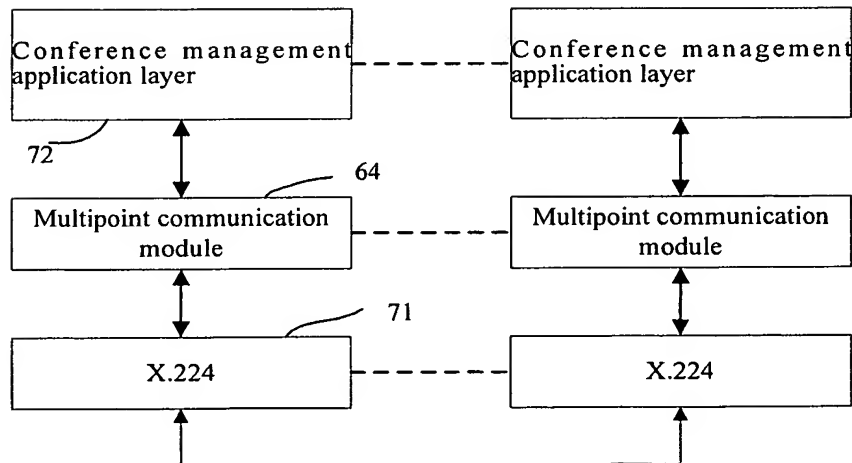 Conference management
application layer
Conference management
application layer
72
64
Multipoint communication
module
Multipoint communication
module
71
X.224
X.224